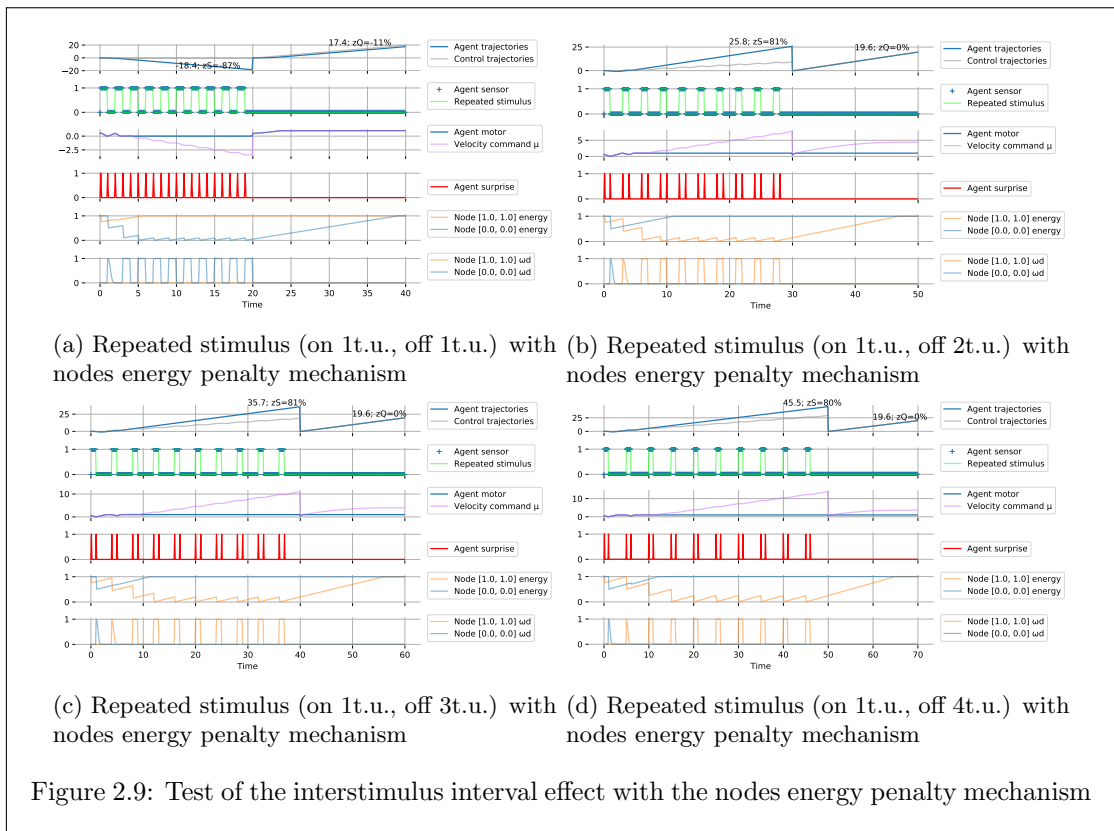 17.4; zQ=-11%
-18.4; zS=-87%
20
0
−20
Agent trajectories
Control trajectories
1
0
Agent sensor
Repeated stimulus
0.0
−2.5
Agent motor
Velocity command μ
1
0
Agent surprise
1
0
Node [1.0, 1.0] energy
Node [0.0, 0.0] energy
1
0
Node [1.0, 1.0] ωd
Node [0.0, 0.0] ωd
0 5 10 15 20 25 30 35 40
Time
(a) Repeated stimulus (on 1t.u., off 1t.u.) with
nodes energy penalty mechanism
25.8; zS=81%
19.6; zQ=0%
25
0
Agent trajectories
Control trajectories
1
0
Agent sensor
Repeated stimulus
5
0
Agent motor
Velocity command μ
1
0
Agent surprise
1
0
Node [1.0, 1.0] energy
Node [0.0, 0.0] energy
1
0
Node [1.0, 1.0] ωd
Node [0.0, 0.0] ωd
0 10 20 30 40 50
Time
(b) Repeated stimulus (on 1t.u., off 2t.u.) with
nodes energy penalty mechanism
35.7; zS=81%
19.6; zQ=0%
25
0
Agent trajectories
Control trajectories
1
0
Agent sensor
Repeated stimulus
10
0
Agent motor
Velocity command μ
1
0
Agent surprise
1
0
Node [1.0, 1.0] energy
Node [0.0, 0.0] energy
1
0
Node [1.0, 1.0] ωd
Node [0.0, 0.0] ωd
0 10 20 30 40 50 60
Time
(c) Repeated stimulus (on 1t.u., off 3t.u.) with
nodes energy penalty mechanism
45.5; zS=80%
19.6; zQ=0%
25
0
Agent trajectories
Control trajectories
1
0
Agent sensor
Repeated stimulus
10
0
Agent motor
Velocity command μ
1
0
Agent surprise
1
0
Node [1.0, 1.0] energy
Node [0.0, 0.0] energy
1
0
Node [1.0, 1.0] ωd
Node [0.0, 0.0] ωd
0 10 20 30 40 50 60 70
Time
(d) Repeated stimulus (on 1t.u., off 4t.u.) with
nodes energy penalty mechanism
Figure 2.9: Test of the interstimulus interval effect with the nodes energy penalty mechanism